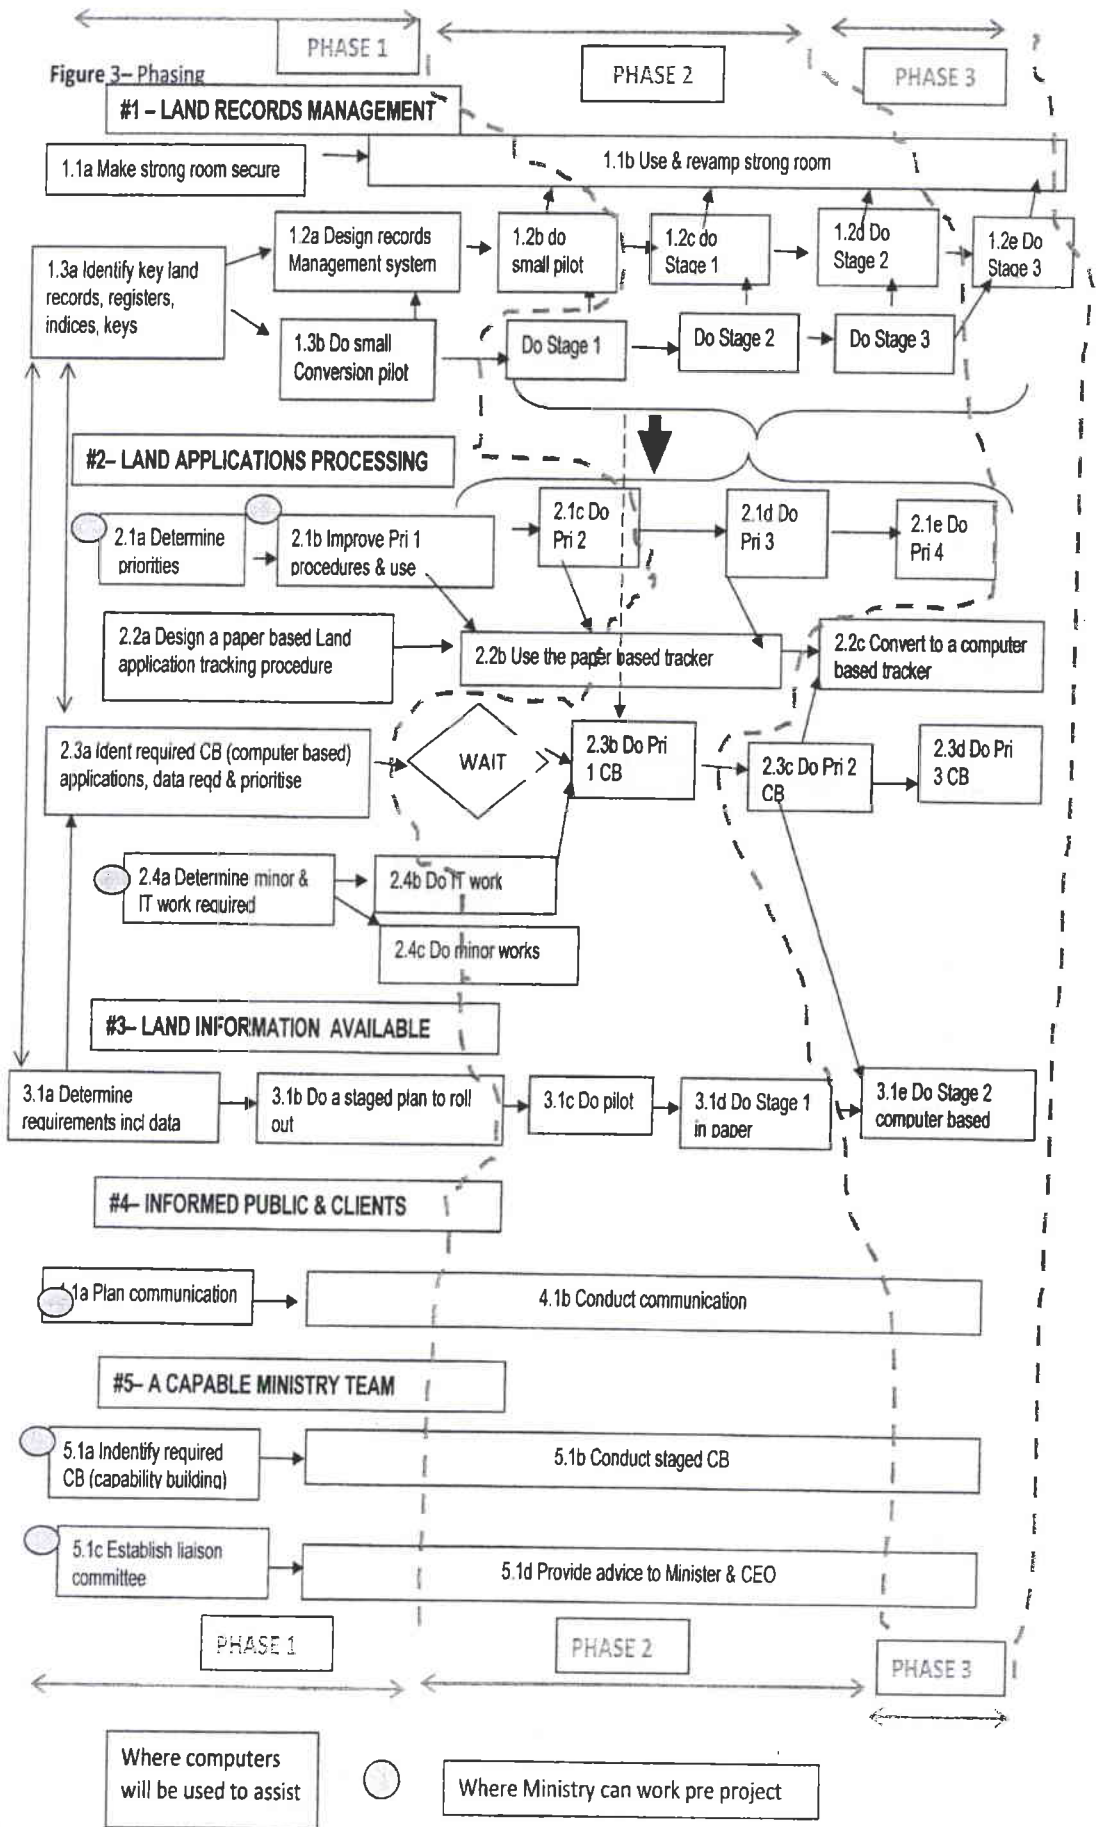 PHASE 1
PHASE 2
PHASE 3
Figure 3– Phasing
#1 – LAND RECORDS MANAGEMENT
1.1a Make strong room secure
1.1b Use & revamp strong room
1.2a Design records
Management system
1.2b do
small pilot
1.2c do
Stage 1
1.2d Do
Stage 2
1.2e Do
Stage 3
1.3a Identify key land
records, registers,
indices, keys
1.3b Do small
Conversion pilot
Do Stage 1
Do Stage 2
Do Stage 3
#2– LAND APPLICATIONS PROCESSING
2.1a Determine
priorities
2.1b Improve Pri 1
procedures & use
2.1c Do
Pri 2
2.1d Do
Pri 3
2.1e Do
Pri 4
2.2a Design a paper based Land
application tracking procedure
2.2b Use the paper based tracker
2.2c Convert to a computer
based tracker
2.3a Ident required CB (computer based)
applications, data reqd & prioritise
WAIT
2.3b Do Pri
1 CB
2.3c Do Pri 2
CB
2.3d Do Pri
3 CB
2.4a Determine minor &
IT work required
2.4b Do IT work
2.4c Do minor works
#3– LAND INFORMATION AVAILABLE
3.1a Determine
requirements incl data
3.1b Do a staged plan to roll
out
3.1c Do pilot
3.1d Do Stage 1
in paper
3.1e Do Stage 2
computer based
#4– INFORMED PUBLIC & CLIENTS
.1a Plan communication
4.1b Conduct communication
#5– A CAPABLE MINISTRY TEAM
5.1a Indentify required
CB (capability building)
5.1b Conduct staged CB
5.1c Establish liaison
committee
5.1d Provide advice to Minister & CEO
PHASE 1
PHASE 2
PHASE 3
Where computers
will be used to assist
Where Ministry can work pre project